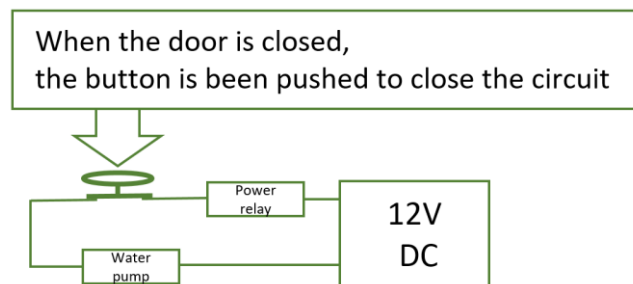 When the door is closed,
the button is been pushed to close the circuit
Power
relay
12V
DC
Water
pump